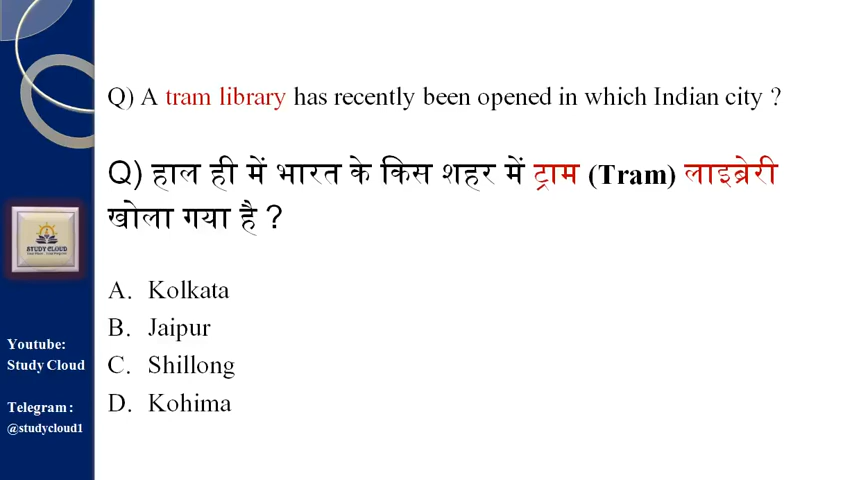 Q) A tram library has recently been opened in which Indian city ?
Q) हाल ही में भारत के किस शहर में ट्राम (Tram) लाइब्रेरी
खोला गया है ?
STUDY CLOUD
A. Kolkata
B. Jaipur
C. Shillong
D. Kohima
Youtube:
Study Cloud
Telegram :
@studycloud1